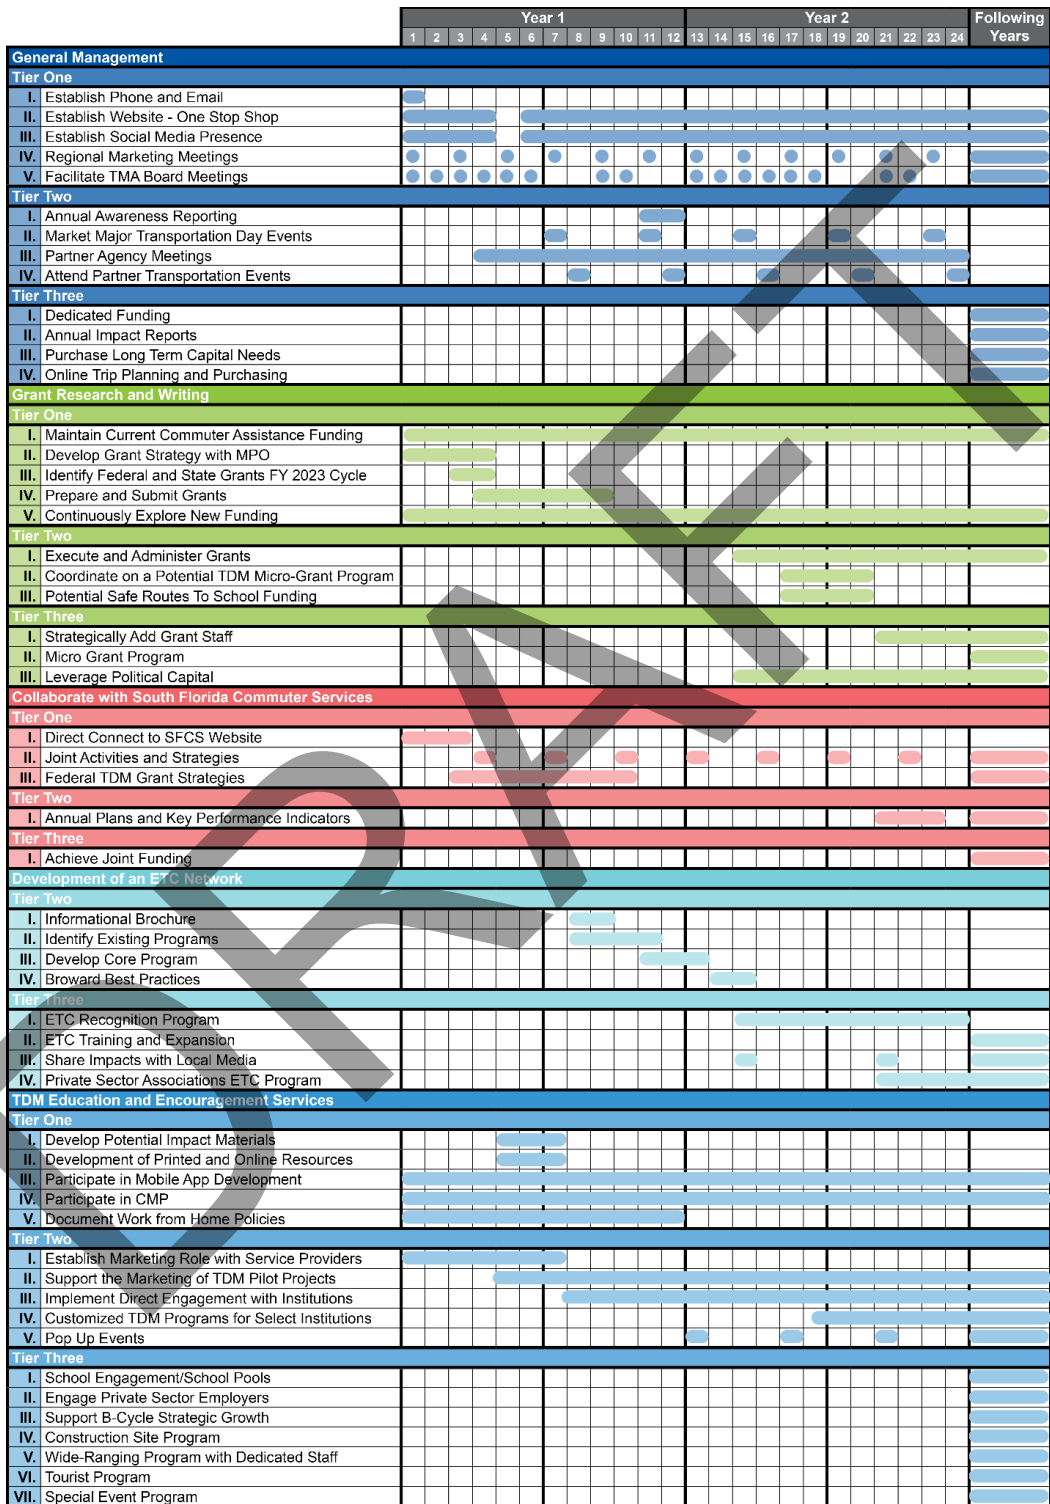 Year 1 Year 2 Following Years
1 2 3 4 5 6 7 8 9 10 11 12 13 14 15 16 17 18 19 20 21 22 23 24
General Management
Tier One
I. Establish Phone and Email
II. Establish Website - One Stop Shop
III. Establish Social Media Presence
IV. Regional Marketing Meetings
V. Facilitate TMA Board Meetings
Tier Two
I. Annual Awareness Reporting
II. Market Major Transportation Day Events
III. Partner Agency Meetings
IV. Attend Partner Transportation Events
Tier Three
I. Dedicated Funding
II. Annual Impact Reports
III. Purchase Long Term Capital Needs
IV. Online Trip Planning and Purchasing
Grant Research and Writing
Tier One
I. Maintain Current Commuter Assistance Funding
II. Develop Grant Strategy with MPO
III. Identify Federal and State Grants FY 2023 Cycle
IV. Prepare and Submit Grants
V. Continuously Explore New Funding
Tier Two
I. Execute and Administer Grants
II. Coordinate on a Potential TDM Micro-Grant Program
III. Potential Safe Routes To School Funding
Tier Three
I. Strategically Add Grant Staff
II. Micro Grant Program
III. Leverage Political Capital
Collaborate with South Florida Commuter Services
Tier One
I. Direct Connect to SFCS Website
II. Joint Activities and Strategies
III. Federal TDM Grant Strategies
Tier Two
I. Annual Plans and Key Performance Indicators
Tier Three
I. Achieve Joint Funding
Development of an ETC Network
Tier Two
I. Informational Brochure
II. Identify Existing Programs
III. Develop Core Program
IV. Broward Best Practices
Tier Three
I. ETC Recognition Program
II. ETC Training and Expansion
III. Share Impacts with Local Media
IV. Private Sector Associations ETC Program
TDM Education and Encouragement Services
Tier One
I. Develop Potential Impact Materials
II. Development of Printed and Online Resources
III. Participate in Mobile App Development
IV. Participate in CMP
V. Document Work from Home Policies
Tier Two
I. Establish Marketing Role with Service Providers
II. Support the Marketing of TDM Pilot Projects
III. Implement Direct Engagement with Institutions
IV. Customized TDM Programs for Select Institutions
V. Pop Up Events
Tier Three
I. School Engagement/School Pools
II. Engage Private Sector Employers
III. Support B-Cycle Strategic Growth
IV. Construction Site Program
V. Wide-Ranging Program with Dedicated Staff
VI. Tourist Program
VII. Special Event Program
DRAFT